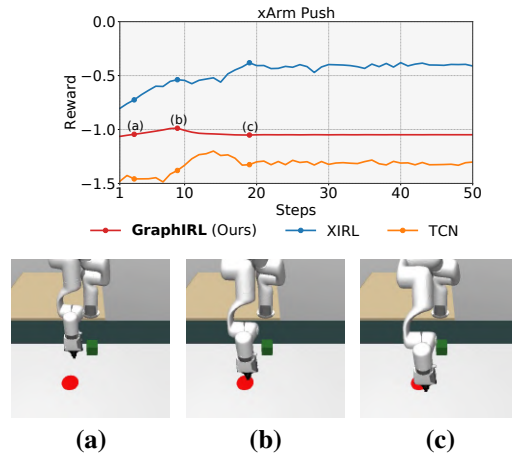 xArm Push
0.0
−0.5
−1.0
−1.5
Reward
(a)
(b)
(c)
1 10 20 30 40 50
Steps
GraphIRL (Ours) XIRL TCN
(a) (b) (c)